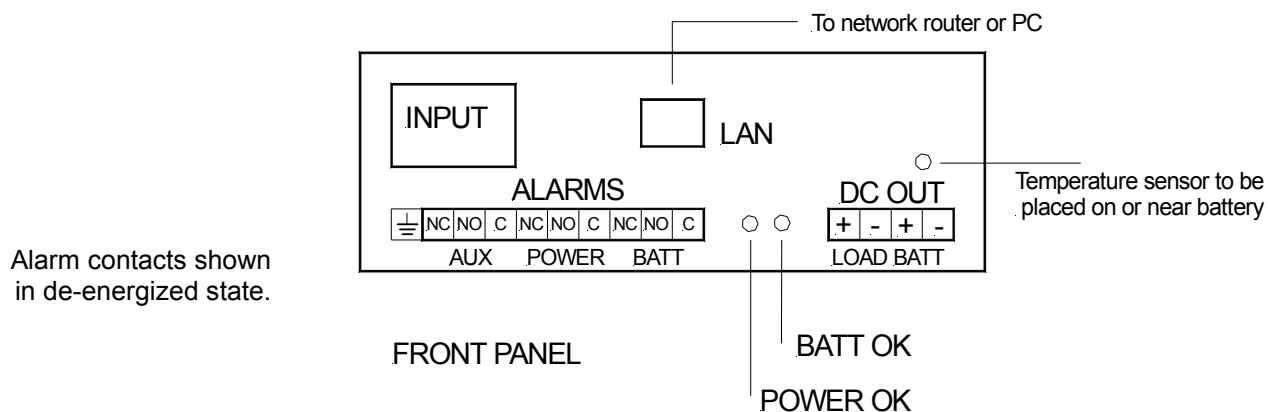 To network router or PC
INPUT
LAN
ALARMS
DC OUT
Temperature sensor to be
placed on or near battery
NC NO C NC NO C NC NO C
+ - + -
AUX POWER BATT
LOAD BATT
Alarm contacts shown
in de-energized state.
FRONT PANEL
BATT OK
POWER OK